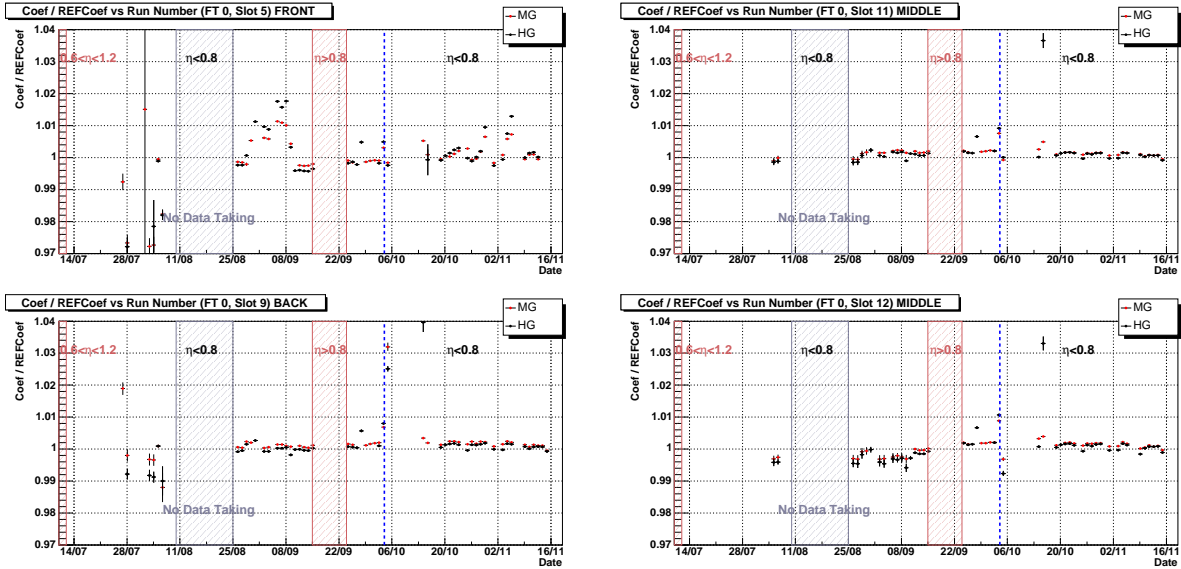 Coef / REFCoef vs Run Number (FT 0, Slot 5) FRONT
MG
HG
Coef / REFCoef
1.04
1.03
1.02
1.01
1
0.99
0.98
0.97
0.6<η<1.2
η<0.8
η>0.8
η<0.8
No Data Taking
14/07 28/07 11/08 25/08 08/09 22/09 06/10 20/10 02/11 16/11
Date
Coef / REFCoef vs Run Number (FT 0, Slot 11) MIDDLE
MG
HG
Coef / REFCoef
1.04
1.03
1.02
1.01
1
0.99
0.98
0.97
0.6<η<1.2
η<0.8
η>0.8
η<0.8
No Data Taking
14/07 28/07 11/08 25/08 08/09 22/09 06/10 20/10 02/11 16/11
Date
Coef / REFCoef vs Run Number (FT 0, Slot 9) BACK
MG
HG
Coef / REFCoef
1.04
1.03
1.02
1.01
1
0.99
0.98
0.97
0.6<η<1.2
η<0.8
η>0.8
η<0.8
No Data Taking
14/07 28/07 11/08 25/08 08/09 22/09 06/10 20/10 02/11 16/11
Date
Coef / REFCoef vs Run Number (FT 0, Slot 12) MIDDLE
MG
HG
Coef / REFCoef
1.04
1.03
1.02
1.01
1
0.99
0.98
0.97
0.6<η<1.2
η<0.8
η>0.8
η<0.8
No Data Taking
14/07 28/07 11/08 25/08 08/09 22/09 06/10 20/10 02/11 16/11
Date